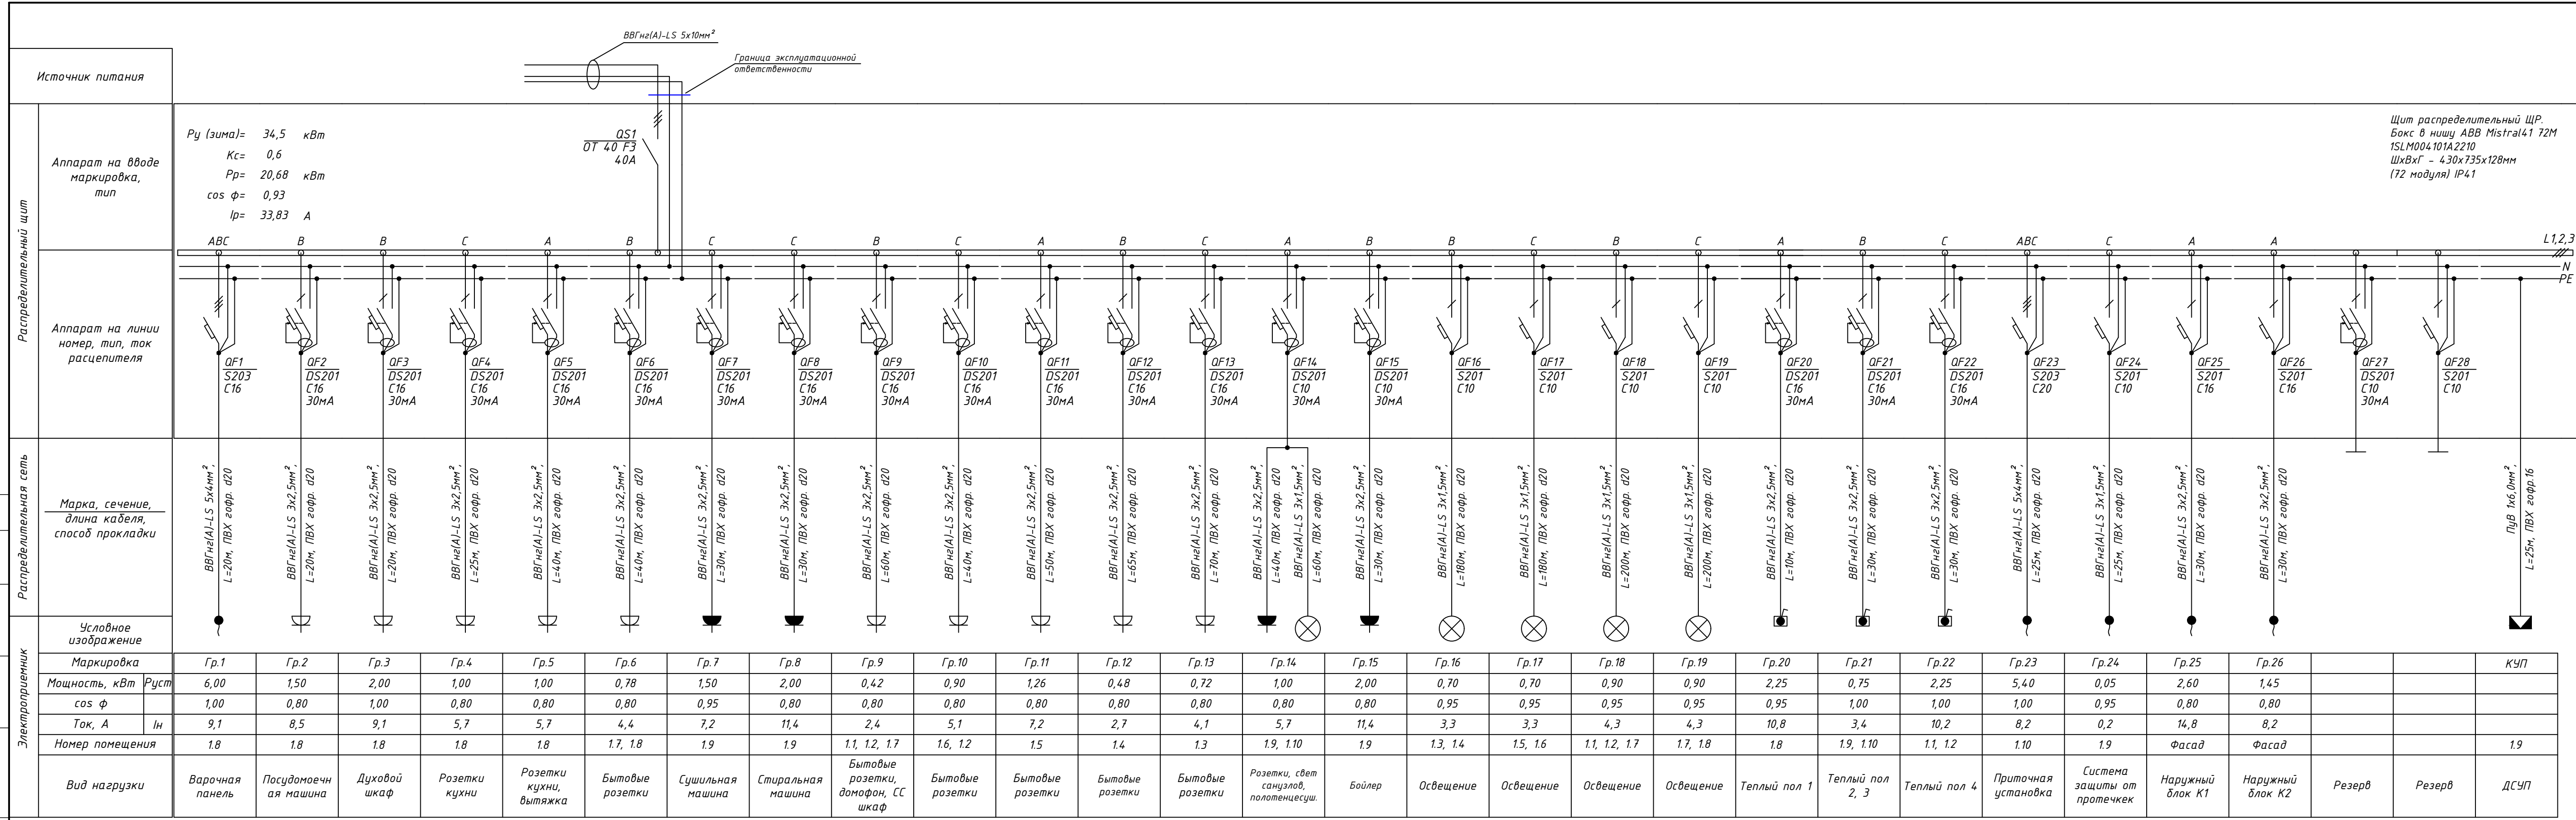 ВВГнг(А)-LS 5х10мм²
Граница эксплуатационной
ответственности
Источник питания
Распределительный щит
Аппарат на вводе
маркировка,
тип
Ру (зима)= 34,5 кВт
Кс= 0,6
Рр= 20,68 кВт
cos φ= 0,93
Iр= 33,83 А
QS1
OT 40 F3
40A
Щит распределительный ЩР.
Бокс в нишу ABB Mistral41 72М
1SLM004101A2210
ШхВхГ - 430х735х128мм
(72 модуля) IP41
ABC B B C A B C C B C A B C A B B C B C A B C ABC C A A L1,2,3
N
PE
Аппарат на линии
номер, тип, ток
расцепителя
QF1 QF2 QF3 QF4 QF5 QF6 QF7 QF8 QF9 QF10 QF11 QF12 QF13 QF14 QF15 QF16 QF17 QF18 QF19 QF20 QF21 QF22 QF23 QF24 QF25 QF26 QF27 QF28
S203 DS201 DS201 DS201 DS201 DS201 DS201 DS201 DS201 DS201 DS201 DS201 DS201 DS201 DS201 S201 S201 S201 S201 DS201 DS201 DS201 S203 S201 S201 S201 DS201 S201
C16 C16 C16 C16 C16 C16 C16 C16 C16 C16 C16 C16 C16 C10 C10 C10 C10 C10 C10 C16 C16 C16 C20 C10 C16 C16 C10 C10
30мА 30мА 30мА 30мА 30мА 30мА 30мА 30мА 30мА 30мА 30мА 30мА 30мА 30мА 30мА 30мА 30мА 30мА
Распределительная сеть
Марка, сечение,
длина кабеля,
способ прокладки
ВВГнг(А)-LS 5х4мм²,
L=20м, ПВХ гофр. d20
ВВГнг(А)-LS 3х2,5мм²,
L=20м, ПВХ гофр. d20
ВВГнг(А)-LS 3х2,5мм²,
L=20м, ПВХ гофр. d20
ВВГнг(А)-LS 3х2,5мм²,
L=25м, ПВХ гофр. d20
ВВГнг(А)-LS 3х2,5мм²,
L=40м, ПВХ гофр. d20
ВВГнг(А)-LS 3х2,5мм²,
L=40м, ПВХ гофр. d20
ВВГнг(А)-LS 3х2,5мм²,
L=30м, ПВХ гофр. d20
ВВГнг(А)-LS 3х2,5мм²,
L=30м, ПВХ гофр. d20
ВВГнг(А)-LS 3х2,5мм²,
L=60м, ПВХ гофр. d20
ВВГнг(А)-LS 3х2,5мм²,
L=40м, ПВХ гофр. d20
ВВГнг(А)-LS 3х2,5мм²,
L=50м, ПВХ гофр. d20
ВВГнг(А)-LS 3х2,5мм²,
L=65м, ПВХ гофр. d20
ВВГнг(А)-LS 3х2,5мм²,
L=70м, ПВХ гофр. d20
ВВГнг(А)-LS 3х2,5мм²,
L=40м, ПВХ гофр. d20
ВВГнг(А)-LS 3х1,5мм²,
L=60м, ПВХ гофр. d20
ВВГнг(А)-LS 3х2,5мм²,
L=30м, ПВХ гофр. d20
ВВГнг(А)-LS 3х1,5мм²,
L=180м, ПВХ гофр. d20
ВВГнг(А)-LS 3х1,5мм²,
L=180м, ПВХ гофр. d20
ВВГнг(А)-LS 3х1,5мм²,
L=200м, ПВХ гофр. d20
ВВГнг(А)-LS 3х1,5мм²,
L=200м, ПВХ гофр. d20
ВВГнг(А)-LS 3х2,5мм²,
L=10м, ПВХ гофр. d20
ВВГнг(А)-LS 3х2,5мм²,
L=30м, ПВХ гофр. d20
ВВГнг(А)-LS 3х2,5мм²,
L=30м, ПВХ гофр. d20
ВВГнг(А)-LS 5х4мм²,
L=25м, ПВХ гофр. d20
ВВГнг(А)-LS 3х1,5мм²,
L=25м, ПВХ гофр. d20
ВВГнг(А)-LS 3х2,5мм²,
L=30м, ПВХ гофр. d20
ВВГнг(А)-LS 3х2,5мм²,
L=30м, ПВХ гофр. d20
ПуВ 1х6,0мм²,
L=25м, ПВХ гофр.16
Электроприемник
Условное
изображение
Маркировка Гр.1 Гр.2 Гр.3 Гр.4 Гр.5 Гр.6 Гр.7 Гр.8 Гр.9 Гр.10 Гр.11 Гр.12 Гр.13 Гр.14 Гр.15 Гр.16 Гр.17 Гр.18 Гр.19 Гр.20 Гр.21 Гр.22 Гр.23 Гр.24 Гр.25 Гр.26 КУП
Мощность, кВт Руст 6,00 1,50 2,00 1,00 1,00 0,78 1,50 2,00 0,42 0,90 1,26 0,48 0,72 1,00 2,00 0,70 0,70 0,90 0,90 2,25 0,75 2,25 5,40 0,05 2,60 1,45
cos φ 1,00 0,80 1,00 0,80 0,80 0,80 0,95 0,80 0,80 0,80 0,80 0,80 0,80 0,80 0,80 0,95 0,95 0,95 0,95 0,95 1,00 1,00 1,00 0,95 0,80 0,80
Ток, А Iн 9,1 8,5 9,1 5,7 5,7 4,4 7,2 11,4 2,4 5,1 7,2 2,7 4,1 5,7 11,4 3,3 3,3 4,3 4,3 10,8 3,4 10,2 8,2 0,2 14,8 8,2
Номер помещения 1.8 1.8 1.8 1.8 1.8 1.7, 1.8 1.9 1.9 1.1, 1.2, 1.7 1.6, 1.2 1.5 1.4 1.3 1.9, 1.10 1.9 1.3, 1.4 1.5, 1.6 1.1, 1.2, 1.7 1.7, 1.8 1.8 1.9, 1.10 1.1, 1.2 1.10 1.9 Фасад Фасад 1.9
Вид нагрузки
Варочная
панель
Посудомоечн
ая машина
Духовой
шкаф
Розетки
кухни
Розетки
кухни,
вытяжка
Бытовые
розетки
Сушильная
машина
Стиральная
машина
Бытовые
розетки,
домофон, СС
шкаф
Бытовые
розетки
Бытовые
розетки
Бытовые
розетки
Бытовые
розетки
Розетки, свет
санузлов,
полотенцесуш.
Бойлер
Освещение
Освещение
Освещение
Освещение
Теплый пол 1
Теплый пол
2, 3
Теплый пол 4
Приточная
установка
Система
защиты от
протечкек
Наружный
блок К1
Наружный
блок К2
Резерв
Резерв
ДСУП